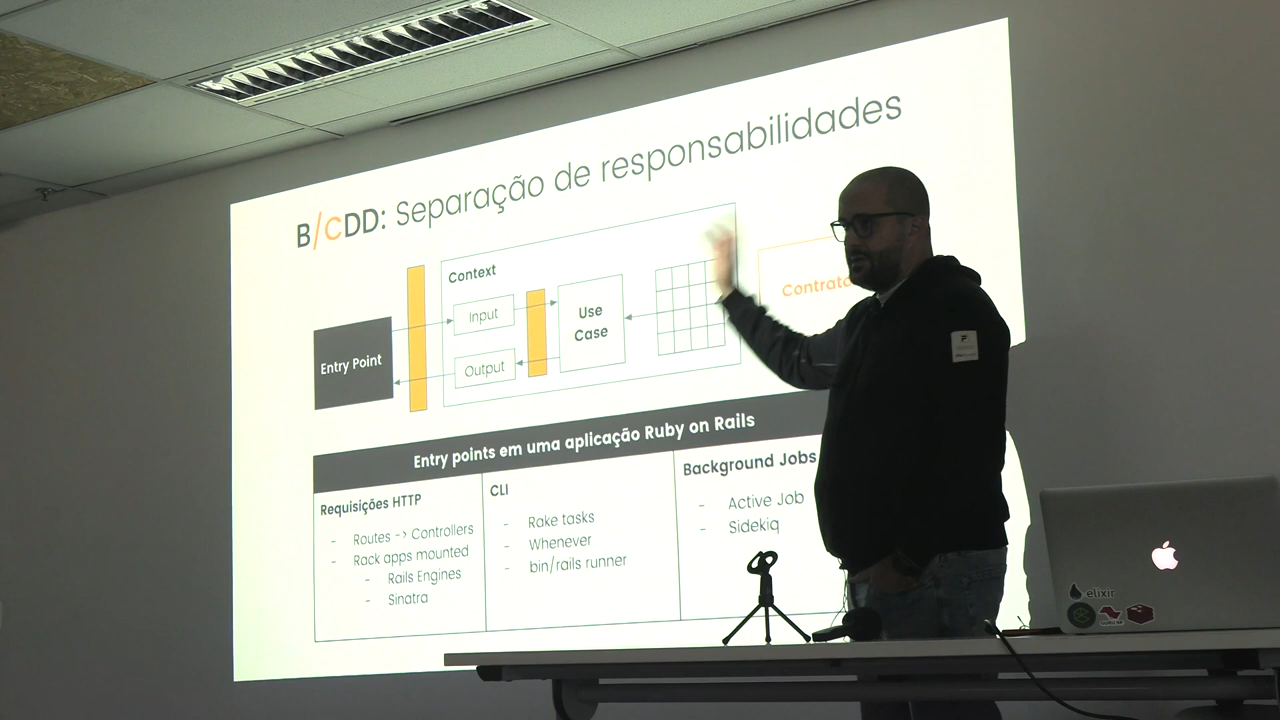 B/CDD: Separação de responsabilidades
Context
Input
Output
Use
Case
Entry Point
Entry points em uma aplicação Ruby on Rails
Requisições HTTP
- Routes -> Controllers
- Rack apps mounted
- Rails Engines
- Sinatra
CLI
- Rake tasks
- Whenever
- bin/rails runner
Background Jobs
- Active Job
- Sidekiq
elixir